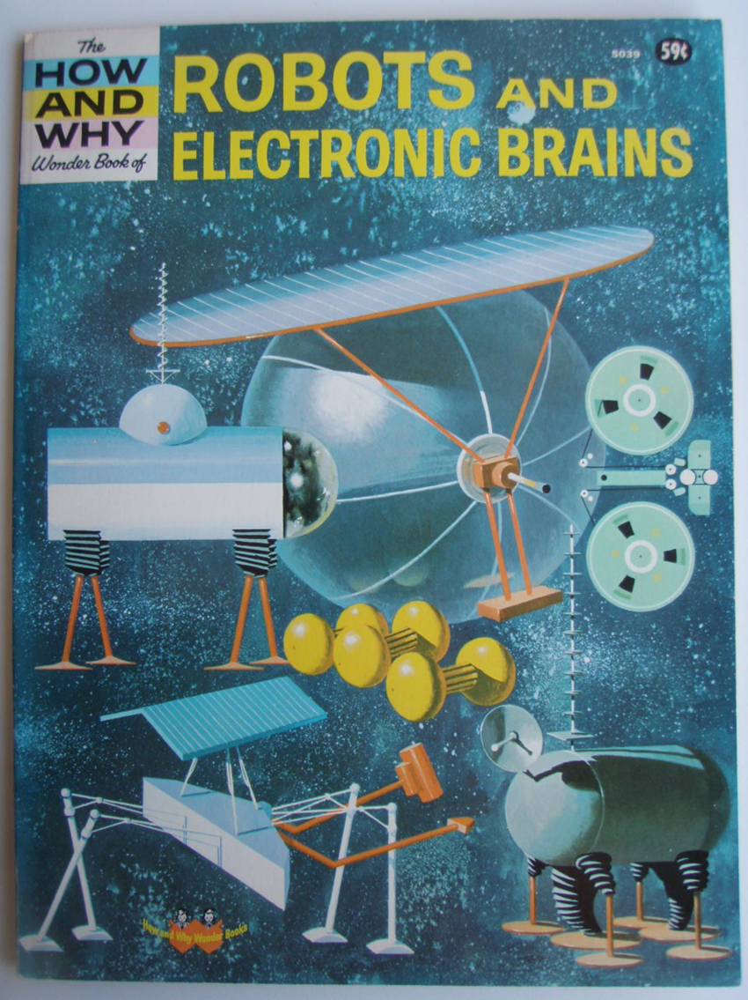 The
HOW
AND
WHY
Wonder Book of
ROBOTS AND
ELECTRONIC BRAINS
5039
59¢
How and Why Wonder Books